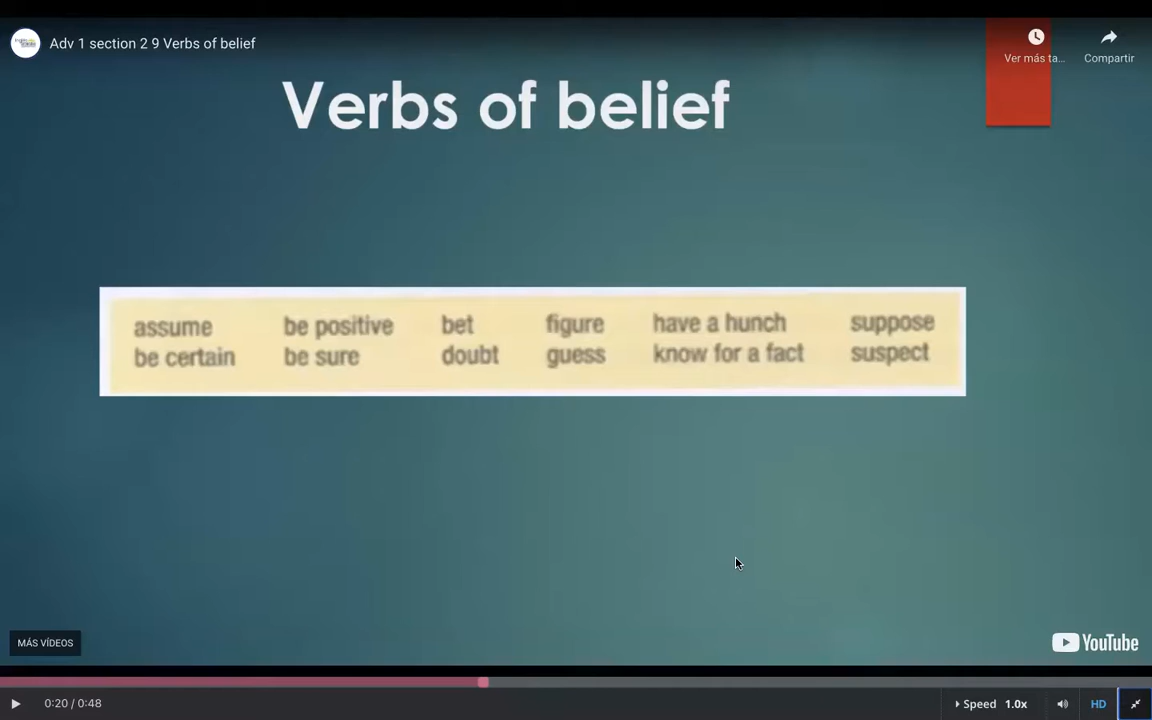 Adv 1 section 2 9 Verbs of belief
Ver más ta...
Compartir
Verbs of belief
assume be positive bet figure have a hunch suppose
be certain be sure doubt guess know for a fact suspect
MÁS VÍDEOS
YouTube
0:20 / 0:48
Speed 1.0x
HD